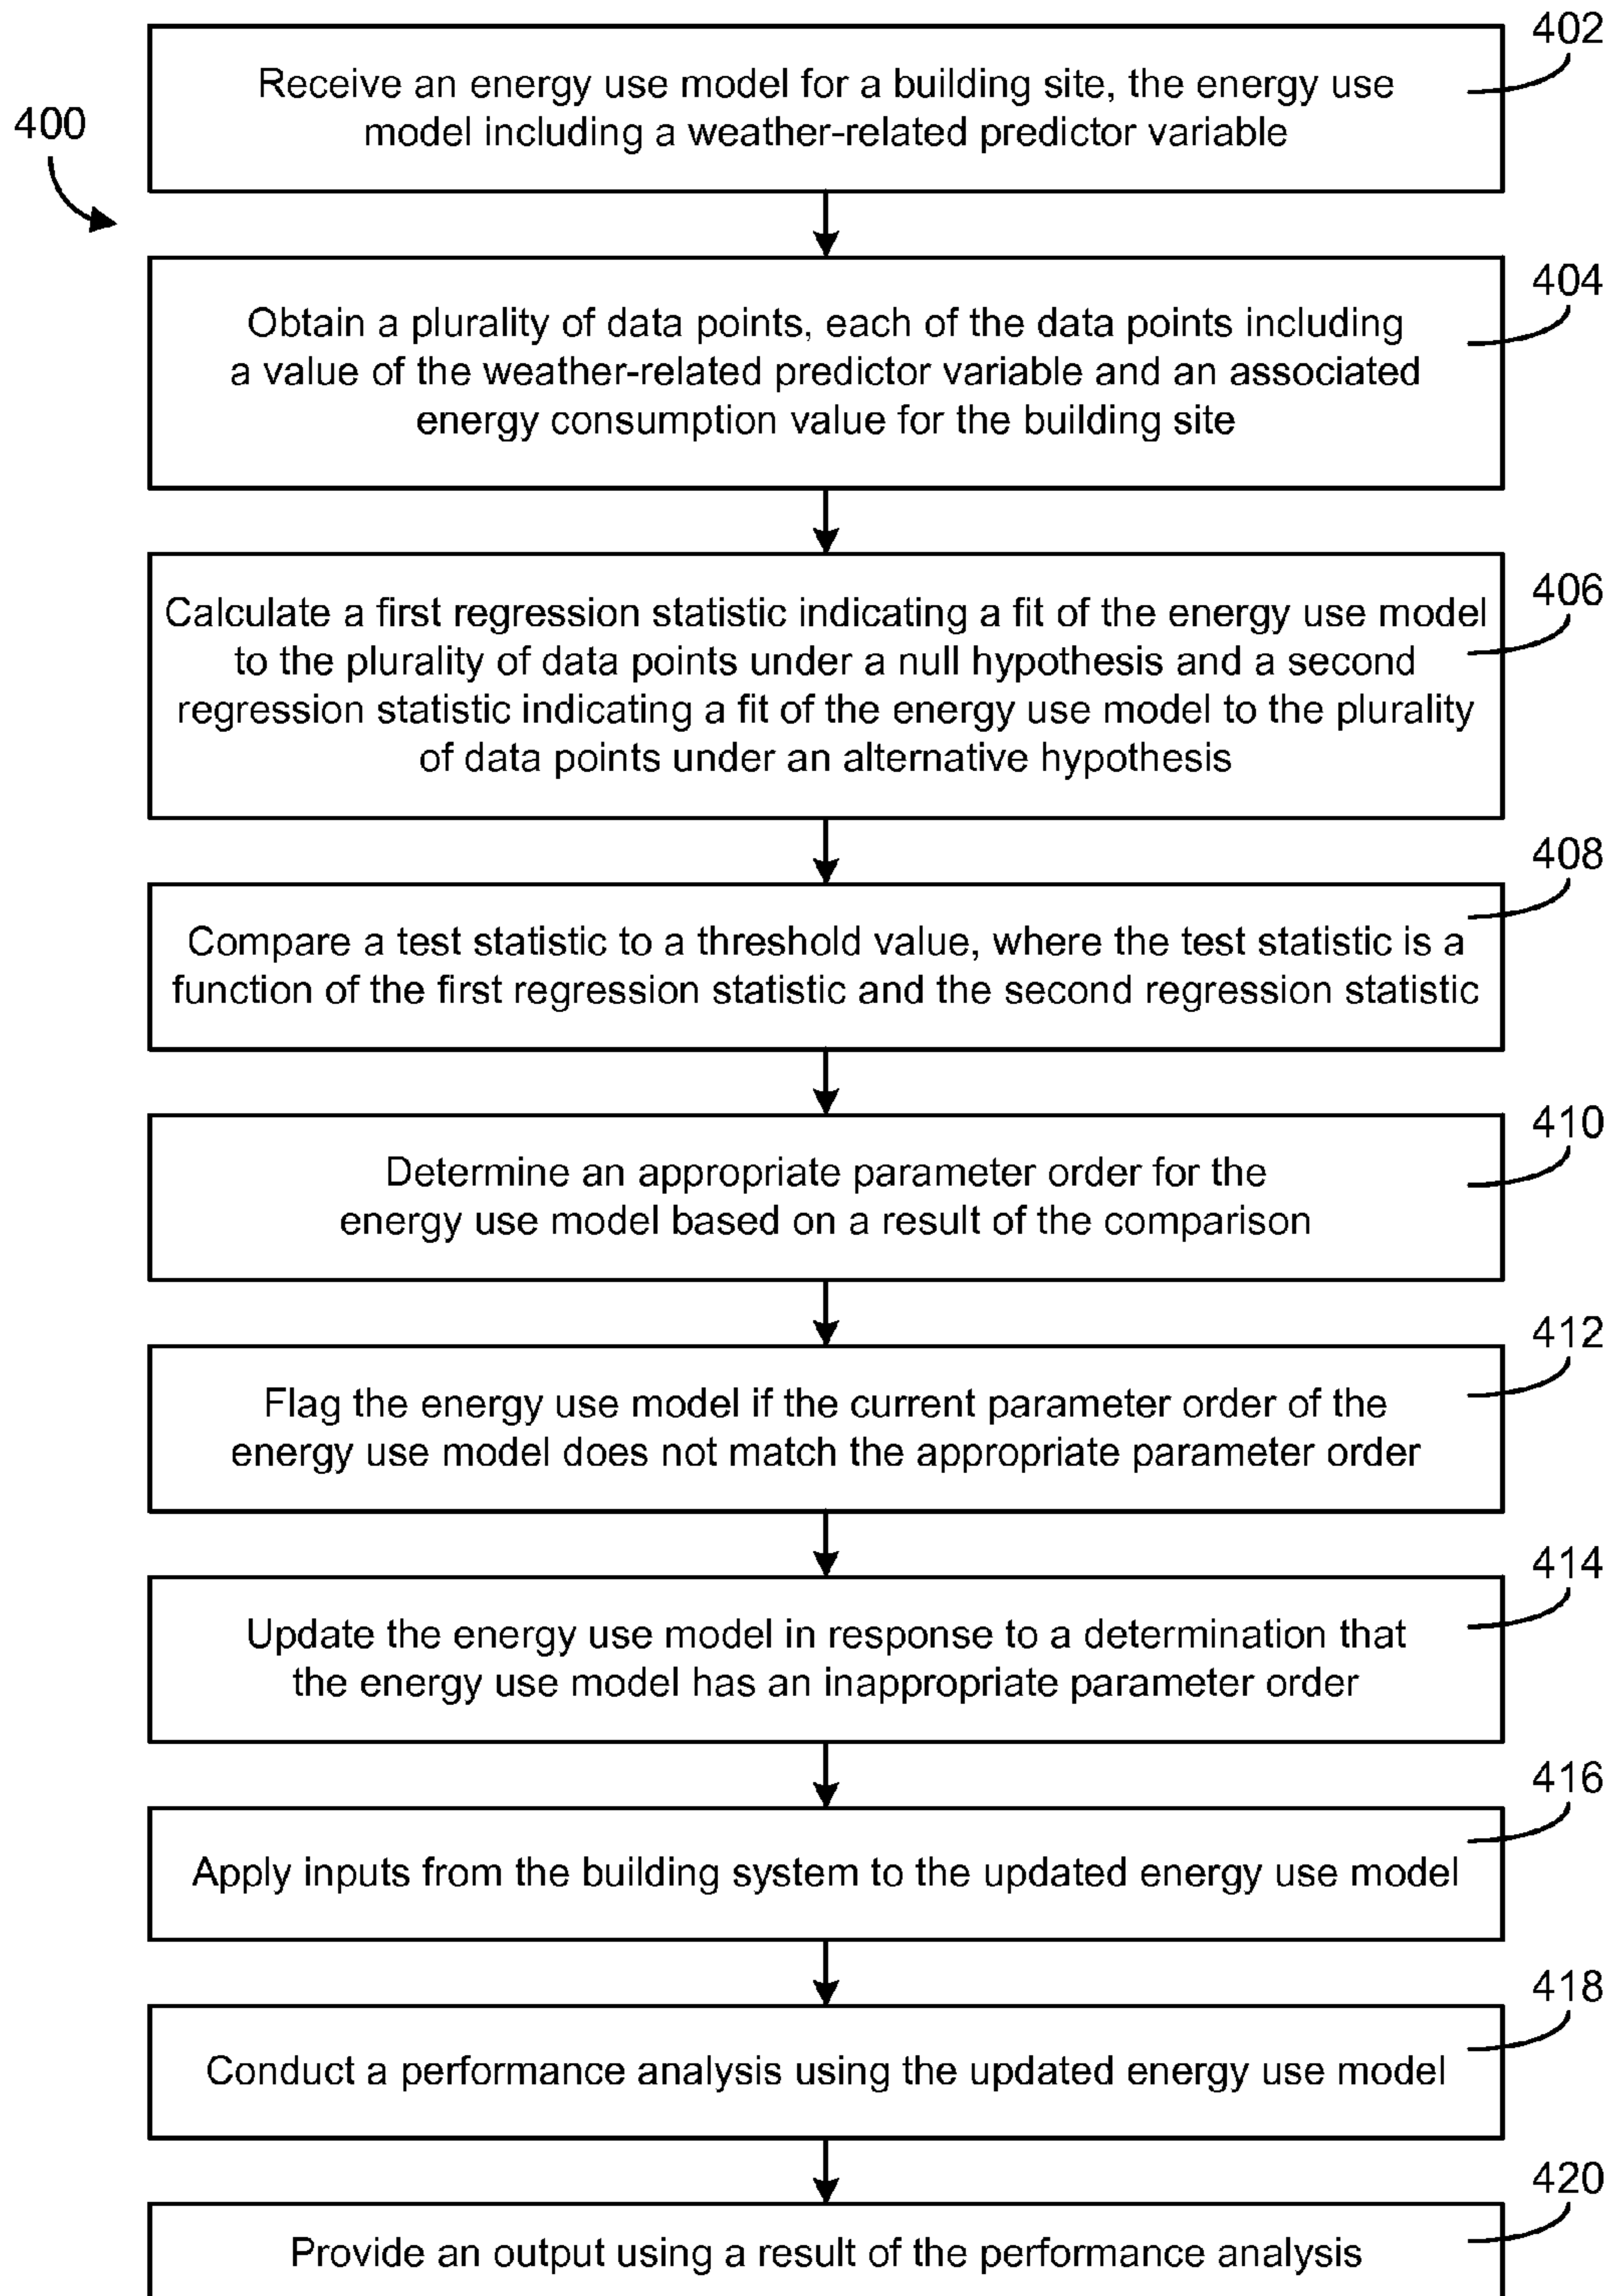 402
Receive an energy use model for a building site, the energy use
model including a weather-related predictor variable
400
404
Obtain a plurality of data points, each of the data points including
a value of the weather-related predictor variable and an associated
energy consumption value for the building site
406
Calculate a first regression statistic indicating a fit of the energy use model
to the plurality of data points under a null hypothesis and a second
regression statistic indicating a fit of the energy use model to the plurality
of data points under an alternative hypothesis
408
Compare a test statistic to a threshold value, where the test statistic is a
function of the first regression statistic and the second regression statistic
410
Determine an appropriate parameter order for the
energy use model based on a result of the comparison
412
Flag the energy use model if the current parameter order of the
energy use model does not match the appropriate parameter order
414
Update the energy use model in response to a determination that
the energy use model has an inappropriate parameter order
416
Apply inputs from the building system to the updated energy use model
418
Conduct a performance analysis using the updated energy use model
420
Provide an output using a result of the performance analysis